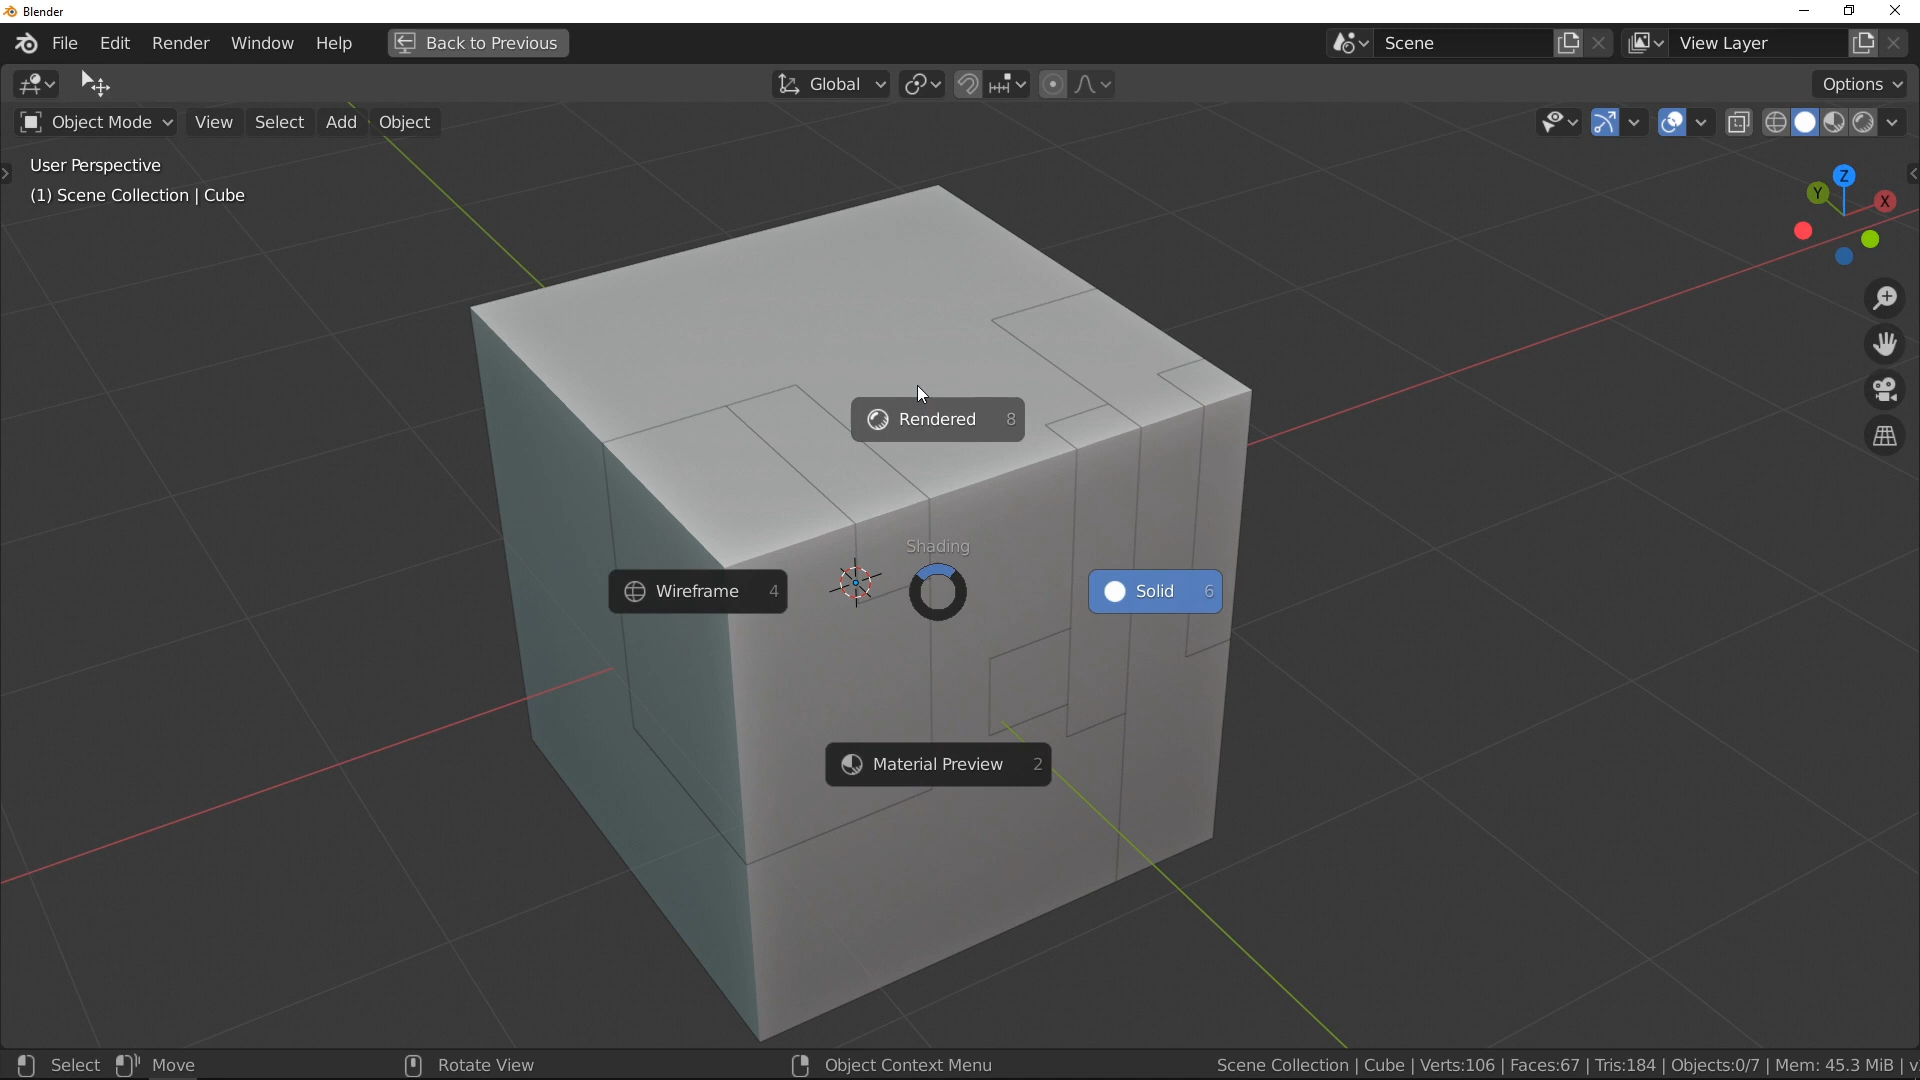 Blender
File Edit Render Window Help Back to Previous Scene View Layer
Global Options
Object Mode View Select Add Object
User Perspective
(1) Scene Collection | Cube
Z
Y
X
Rendered 8
Shading
Wireframe 4
Solid 6
Material Preview 2
Select Move Rotate View Object Context Menu Scene Collection | Cube | Verts:106 | Faces:67 | Tris:184 | Objects:0/7 | Mem: 45.3 MiB | v